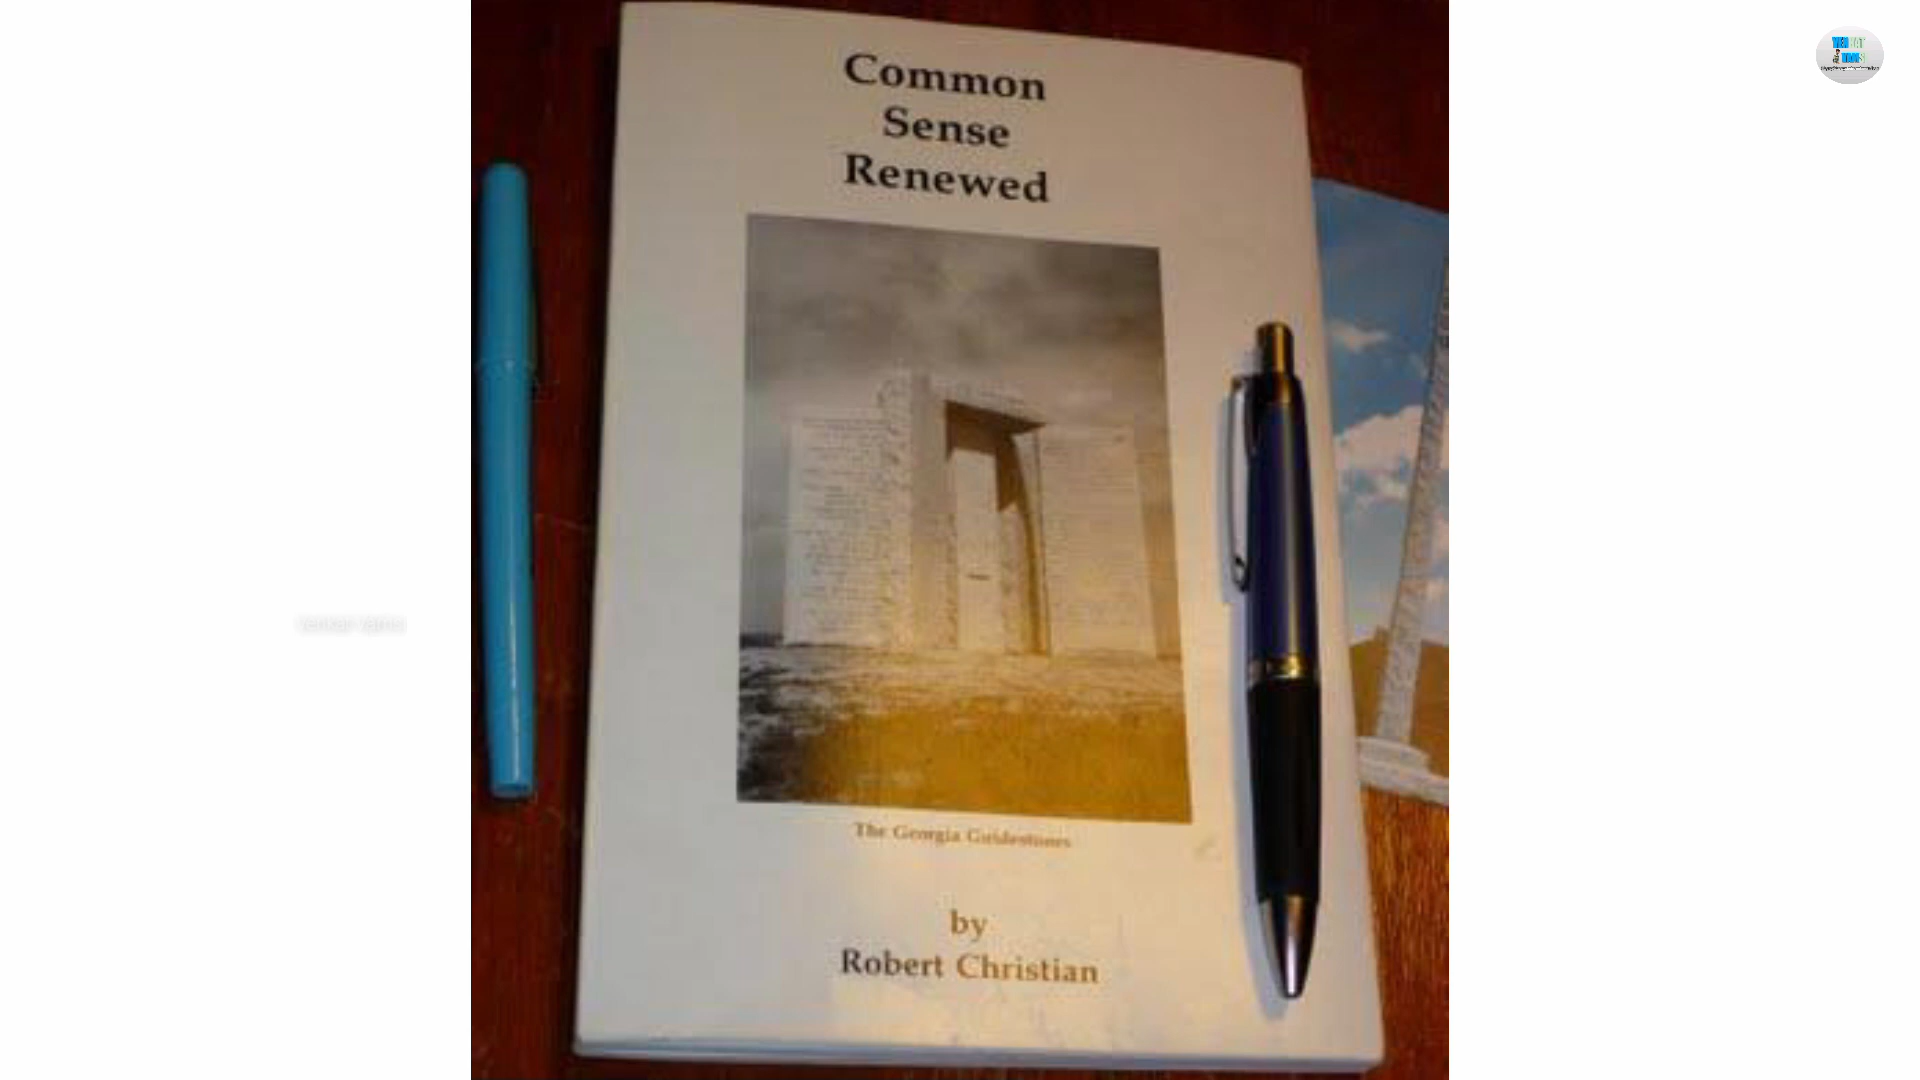 Common
Sense
Renewed
The Georgia Guidestones
by
Robert Christian